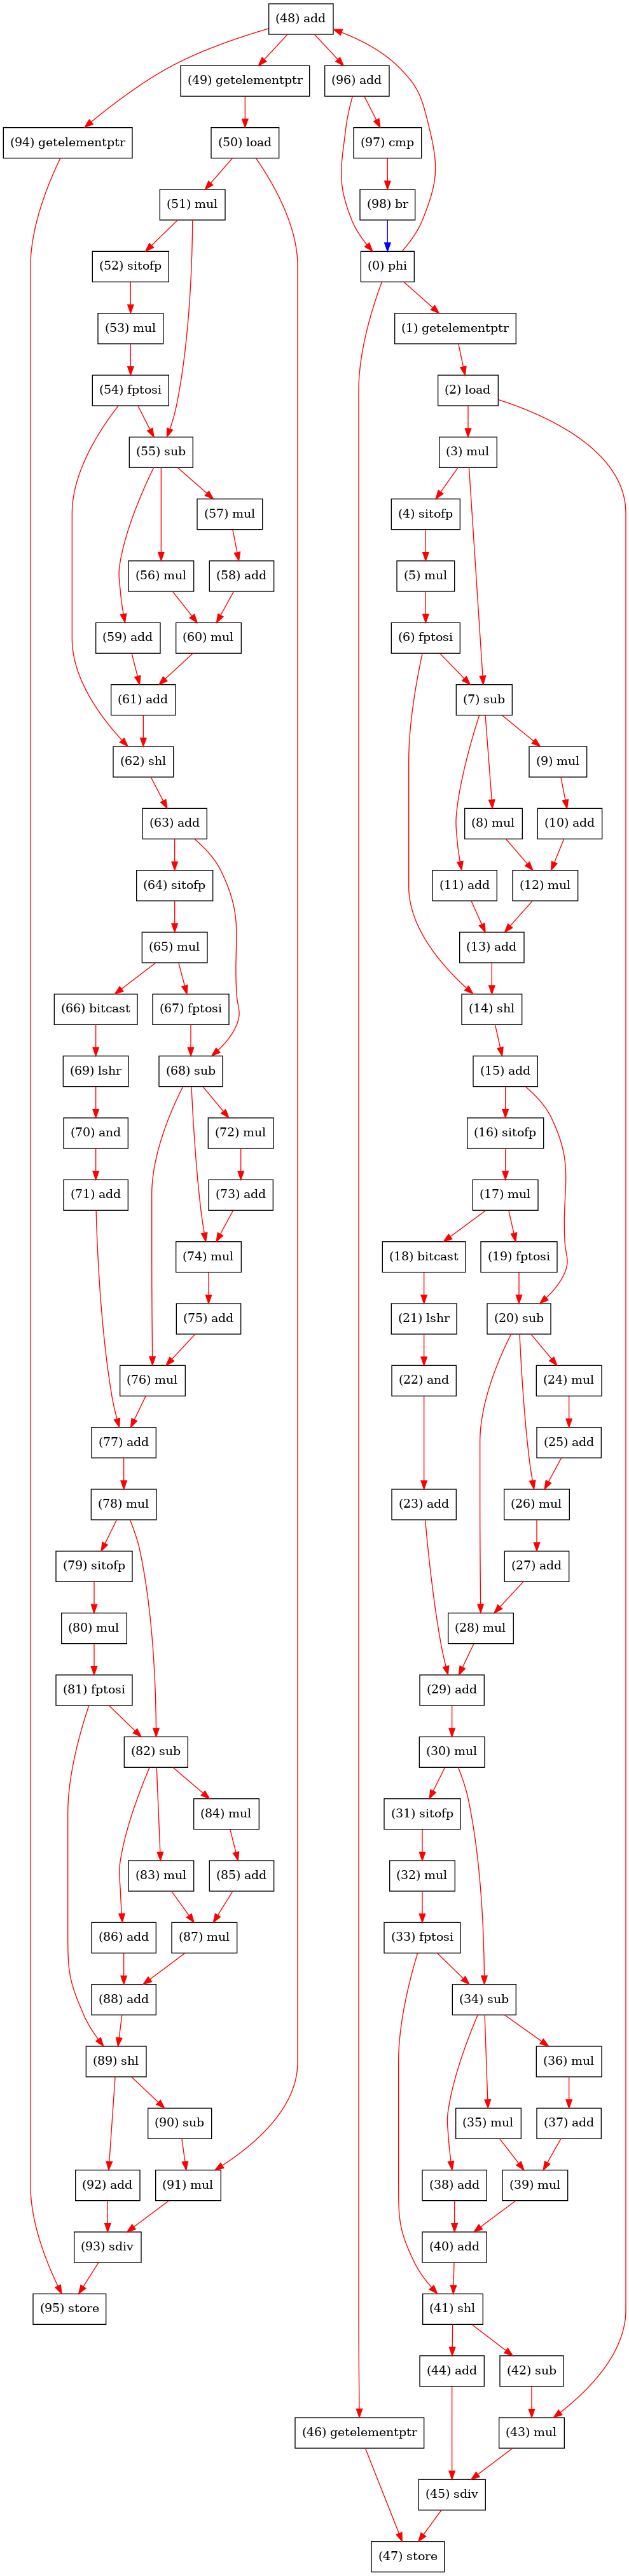 (48) add
(49) getelementptr
(96) add
(94) getelementptr
(50) load
(97) cmp
(51) mul
(98) br
(52) sitofp
(0) phi
(53) mul
(1) getelementptr
(54) fptosi
(2) load
(55) sub
(3) mul
(57) mul
(4) sitofp
(56) mul
(58) add
(5) mul
(59) add
(60) mul
(6) fptosi
(61) add
(7) sub
(62) shl
(9) mul
(63) add
(8) mul
(10) add
(64) sitofp
(11) add
(12) mul
(65) mul
(13) add
(66) bitcast
(67) fptosi
(14) shl
(69) lshr
(68) sub
(15) add
(70) and
(72) mul
(16) sitofp
(71) add
(73) add
(17) mul
(74) mul
(18) bitcast
(19) fptosi
(75) add
(21) lshr
(20) sub
(76) mul
(22) and
(24) mul
(77) add
(25) add
(78) mul
(23) add
(26) mul
(79) sitofp
(27) add
(80) mul
(28) mul
(81) fptosi
(29) add
(82) sub
(30) mul
(84) mul
(31) sitofp
(83) mul
(85) add
(32) mul
(86) add
(87) mul
(33) fptosi
(88) add
(34) sub
(89) shl
(36) mul
(90) sub
(35) mul
(37) add
(92) add
(91) mul
(38) add
(39) mul
(93) sdiv
(40) add
(95) store
(41) shl
(44) add
(42) sub
(46) getelementptr
(43) mul
(45) sdiv
(47) store